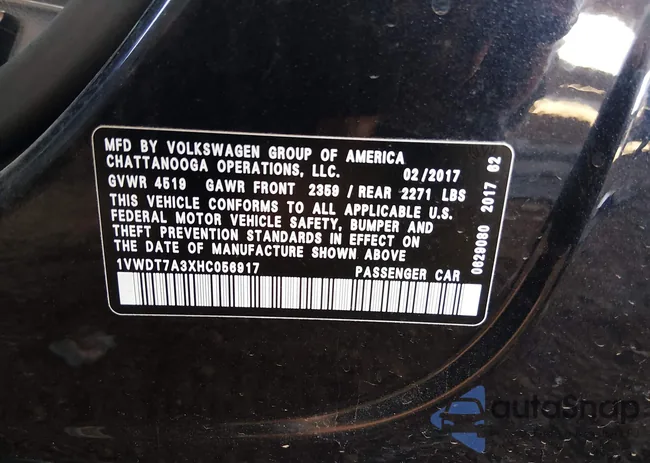 MFD BY VOLKSWAGEN GROUP OF AMERICA
CHATTANOOGA OPERATIONS, LLC. 02/2017
GVWR 4519 GAWR FRONT 2359 / REAR 2271 LBS
THIS VEHICLE CONFORMS TO ALL APPLICABLE U.S.
FEDERAL MOTOR VEHICLE SAFETY, BUMPER AND
THEFT PREVENTION STANDARDS IN EFFECT ON
THE DATE OF MANUFACTURE SHOWN ABOVE
1VWDT7A3XHC056917 PASSENGER CAR
0629080 2017 02
autoSnap